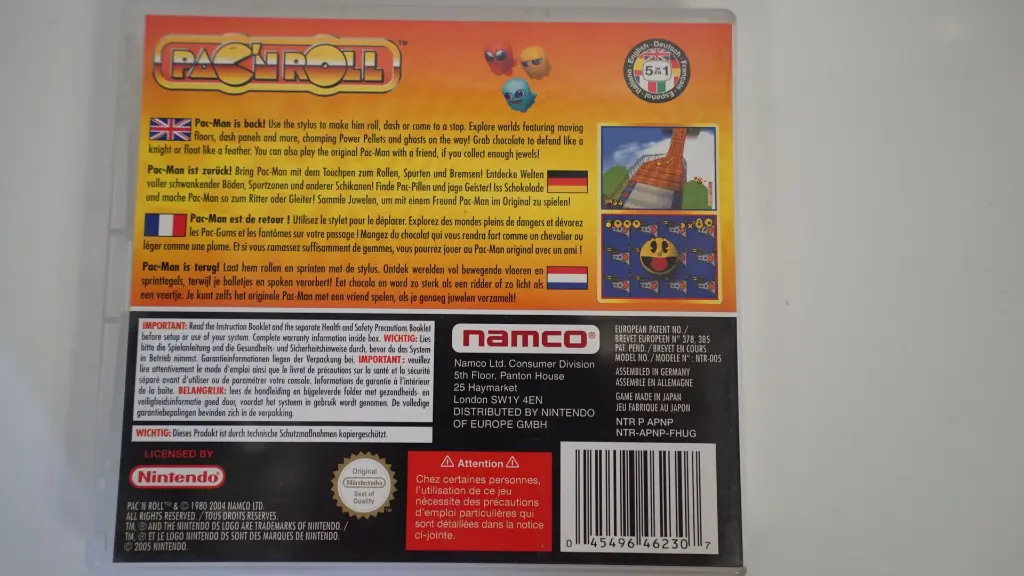 PAC'N ROLL™
English · Deutsch · Français · Español · Italiano
5 IN 1
Pac-Man is back! Use the stylus to make him roll, dash or come to a stop. Explore worlds featuring moving
floors, dash panels and more, chomping Power Pellets and ghosts on the way! Grab chocolate to defend like a
knight or float like a feather. You can also play the original Pac-Man with a friend, if you collect enough jewels!
Pac-Man ist zurück! Bring Pac-Man mit dem Touchpen zum Rollen, Spurten und Bremsen! Entdecke Welten
voller schwankender Böden, Spurtzonen und anderer Schikanen! Finde Pac-Pillen und jage Geister! Iss Schokolade
und mache Pac-Man so zum Ritter oder Gleiter! Sammle Juwelen, um mit einem Freund Pac-Man im Original zu spielen!
Pac-Man est de retour ! Utilisez le stylet pour le déplacer. Explorez des mondes pleins de dangers et dévorez
les Pac-Gums et les fantômes sur votre passage ! Mangez du chocolat qui vous rendra fort comme un chevalier ou
léger comme une plume. Et si vous ramassez suffisamment de gemmes, vous pourrez jouer au Pac-Man original avec un ami !
Pac-Man is terug! Laat hem rollen en sprinten met de stylus. Ontdek werelden vol bewegende vloeren en
sprinttegels, terwijl je balletjes en spoken verorbert! Eet chocola en word zo sterk als een ridder of zo licht als
een veertje. Je kunt zelfs het originele Pac-Man met een vriend spelen, als je genoeg juwelen verzamelt!
IMPORTANT: Read the Instruction Booklet and the separate Health and Safety Precautions Booklet
before setup or use of your system. Complete warranty information inside box. WICHTIG: Lies
bitte die Spielanleitung und die Gesundheits- und Sicherheitshinweise durch, bevor du das System
in Betrieb nimmst. Garantieinformationen liegen der Verpackung bei. IMPORTANT : veuillez
lire attentivement le mode d'emploi ainsi que le livret de précautions sur la santé et la sécurité
séparé avant d'utiliser ou de paramétrer votre console. Informations de garantie à l'intérieur
de la boîte. BELANGRIJK: lees de handleiding en bijgeleverde folder met gezondheids- en
veiligheidsinformatie goed door, voordat het systeem in gebruik wordt genomen. De volledige
garantiebepalingen bevinden zich in de verpakking.
WICHTIG: Dieses Produkt ist durch technische Schutzmaßnahmen kopiergeschützt.
LICENSED BY
Nintendo®
Original
Nintendo
Seal of
Quality
™
PAC'N ROLL™ & © 1980 2004 NAMCO LTD.
ALL RIGHTS RESERVED. / TOUS DROITS RESERVES.
TM, ® AND THE NINTENDO DS LOGO ARE TRADEMARKS OF NINTENDO. /
TM, ® ET LE LOGO NINTENDO DS SONT DES MARQUES DE NINTENDO.
© 2005 NINTENDO.
namco®
Namco Ltd. Consumer Division
5th Floor, Panton House
25 Haymarket
London SW1Y 4EN
DISTRIBUTED BY NINTENDO
OF EUROPE GMBH
EUROPEAN PATENT NO. /
BREVET EUROPEEN N° 378, 385
PAT. PEND. / BREVET EN COURS
MODEL NO. / MODELE N° : NTR-005
ASSEMBLED IN GERMANY
ASSEMBLE EN ALLEMAGNE
GAME MADE IN JAPAN
JEU FABRIQUE AU JAPON
NTR P APNP
NTR-APNP-FHUG
Attention
Chez certaines personnes,
l'utilisation de ce jeu
nécessite des précautions
d'emploi particulières qui
sont détaillées dans la notice
ci-jointe.
0 45496 46230 7